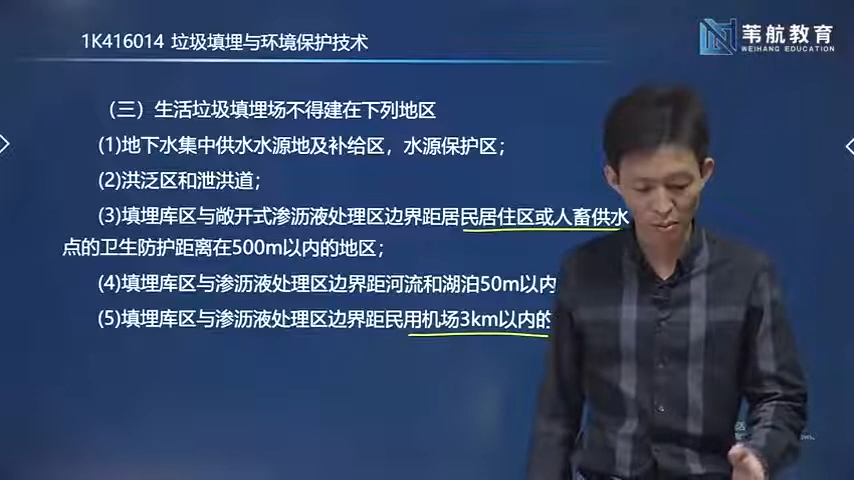 1K416014 垃圾填埋与环境保护技术
苇航教育
WEIHANG EDUCATION
（三）生活垃圾填埋场不得建在下列地区
(1)地下水集中供水水源地及补给区，水源保护区；
(2)洪泛区和泄洪道；
(3)填埋库区与敞开式渗沥液处理区边界距居民居住区或人畜供水
点的卫生防护距离在500m以内的地区；
(4)填埋库区与渗沥液处理区边界距河流和湖泊50m以内
(5)填埋库区与渗沥液处理区边界距民用机场3km以内的